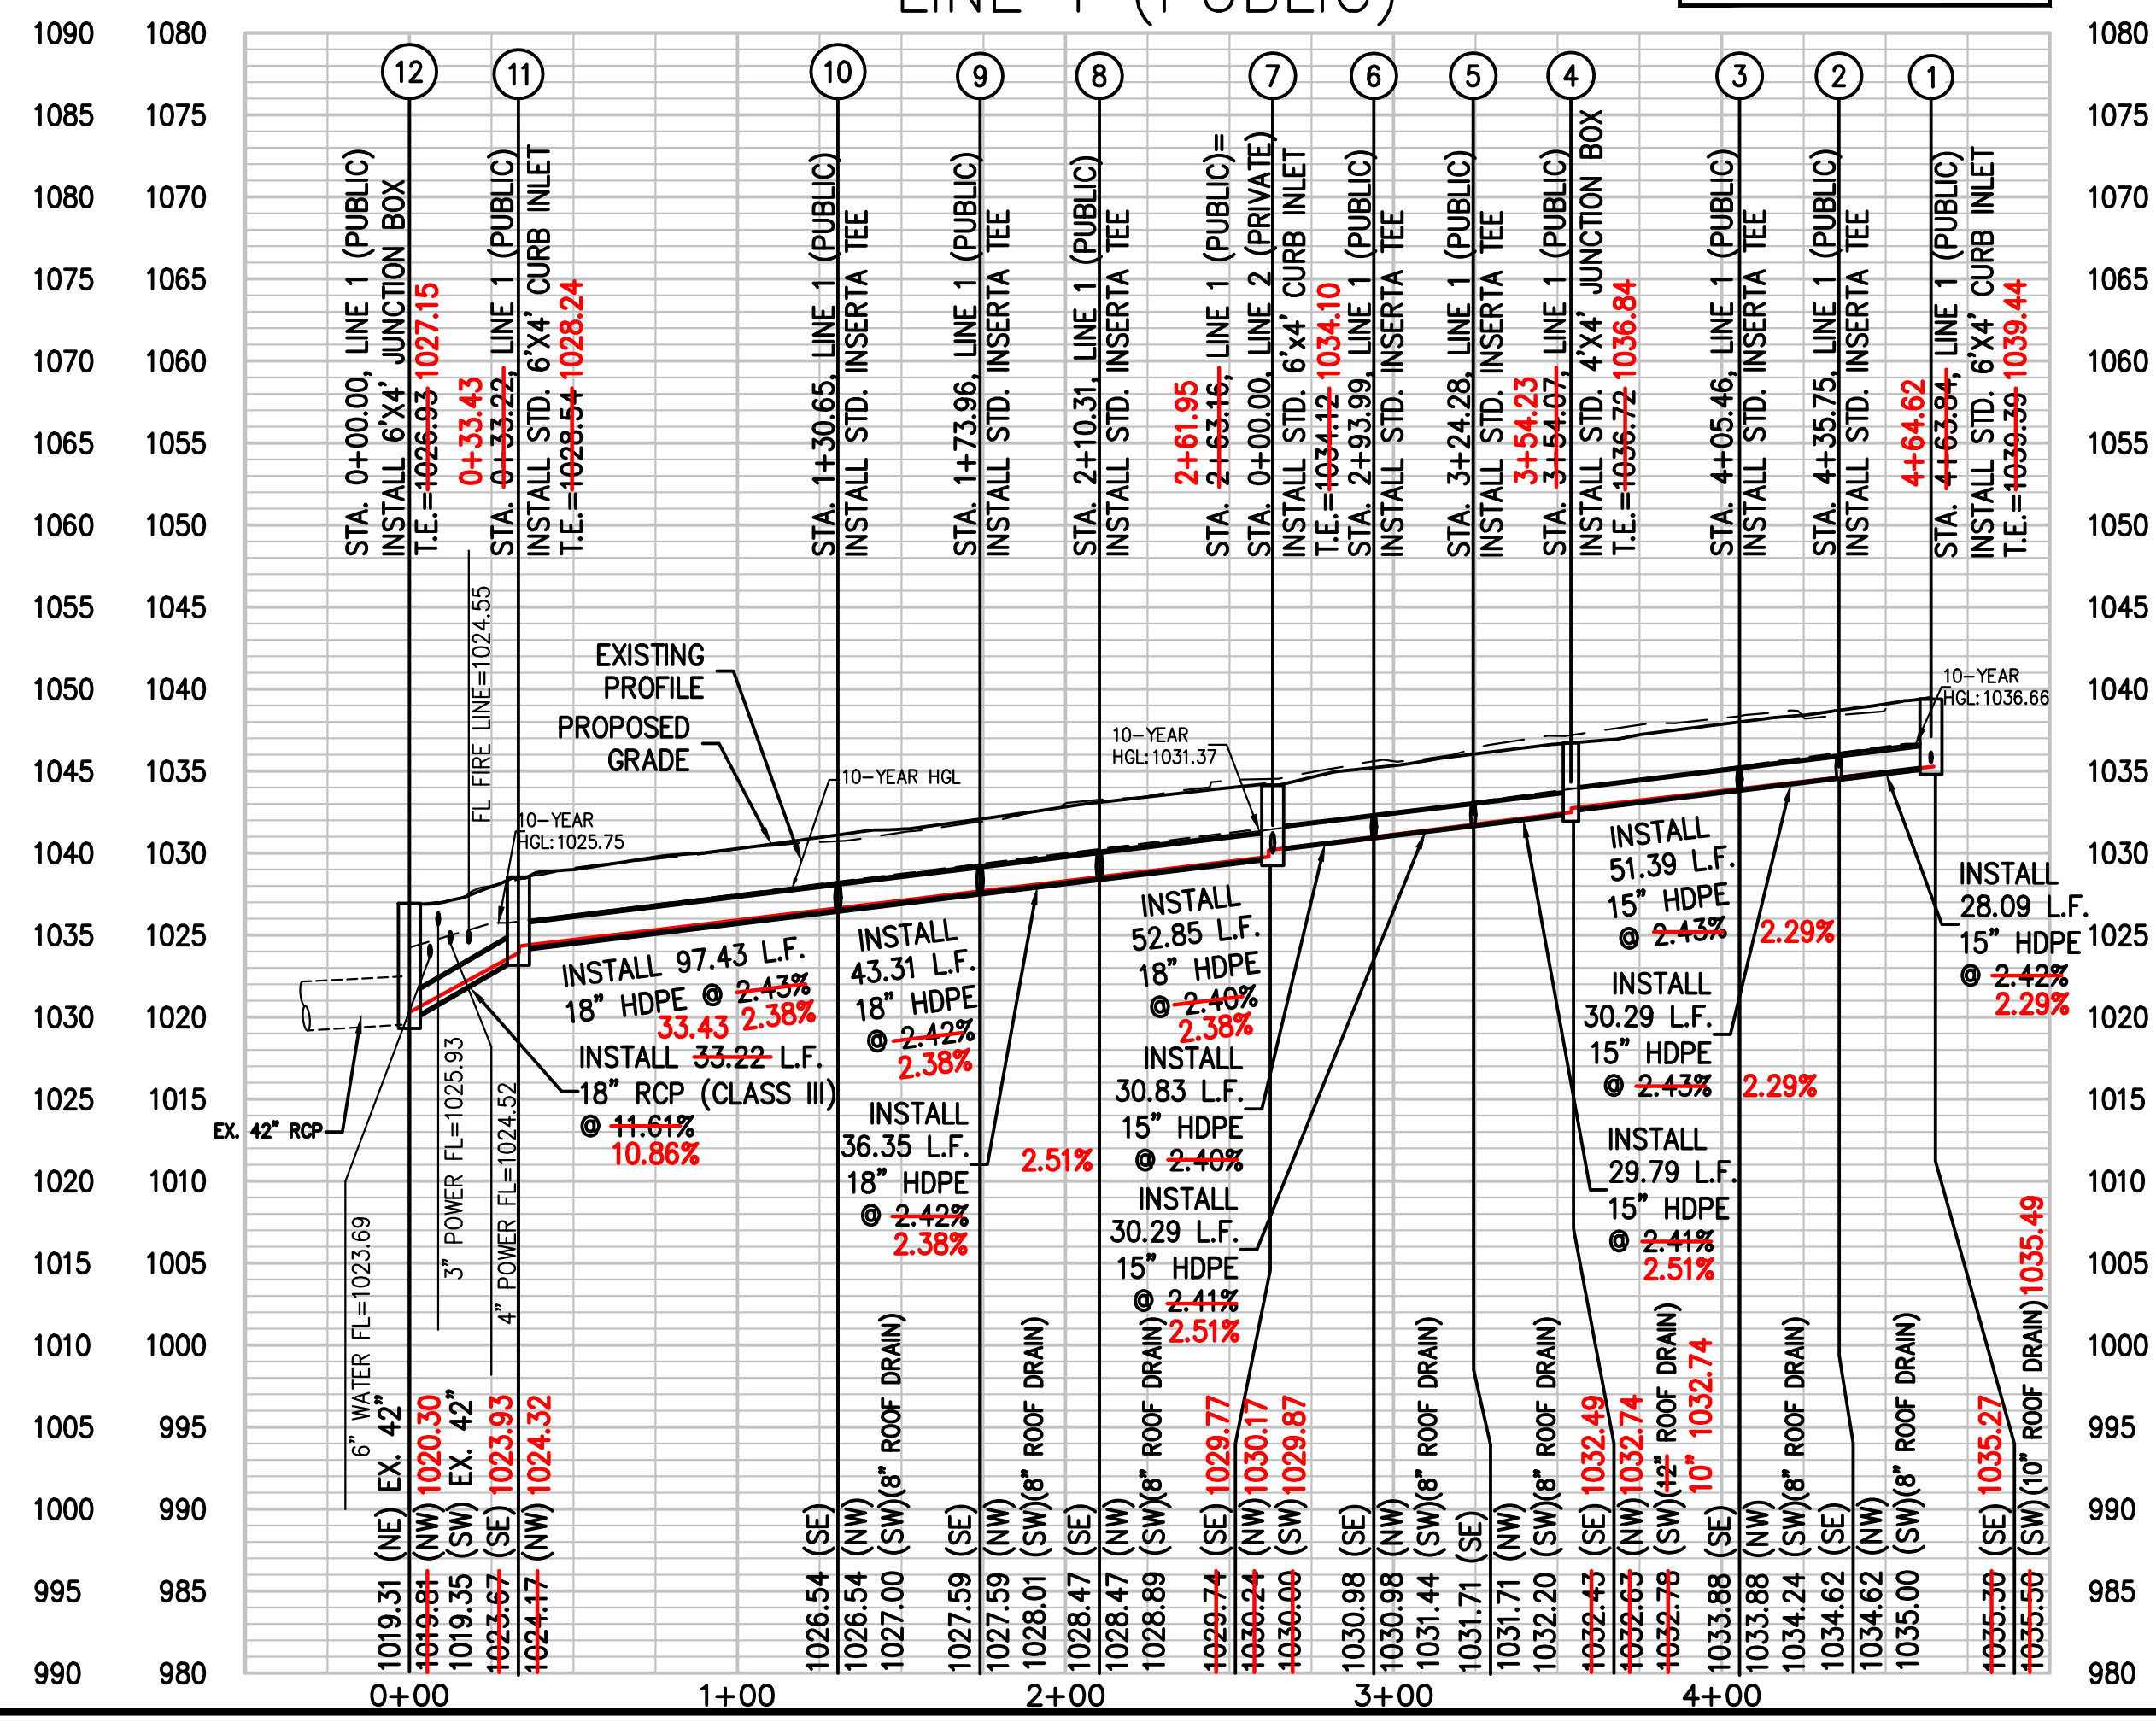 LINE 1 (PUBLIC)
1090 1080 1080
1085 1075 1075
1080 1070 1070
1075 1065 1065
1070 1060 1060
1065 1055 1055
1060 1050 1050
1055 1045 1045
1050 1040 1040
1045 1035 1035
1040 1030 1030
1035 1025 1025
1030 1020 1020
1025 1015 1015
1020 1010 1010
1015 1005 1005
1010 1000 1000
1005 995 995
1000 990 990
995 985 985
990 980 980
12
11
10
9
8
7
6
5
4
3
2
1
STA. 0+00.00, LINE 1 (PUBLIC)
INSTALL 6'X4' JUNCTION BOX
T.E.=1026.93 1027.15
0+33.43
STA. 0+33.22, LINE 1 (PUBLIC)
INSTALL STD. 6'X4' CURB INLET
T.E.=1028.54 1028.24
STA. 1+30.65, LINE 1 (PUBLIC)
INSTALL STD. INSERTA TEE
STA. 1+73.96, LINE 1 (PUBLIC)
INSTALL STD. INSERTA TEE
STA. 2+10.31, LINE 1 (PUBLIC)
INSTALL STD. INSERTA TEE
2+61.95
STA. 2+63.16, LINE 1 (PUBLIC)=
STA. 0+00.00, LINE 2 (PRIVATE)
INSTALL STD. 6'X4' CURB INLET
T.E.=1034.12 1034.10
STA. 2+93.99, LINE 1 (PUBLIC)
INSTALL STD. INSERTA TEE
STA. 3+24.28, LINE 1 (PUBLIC)
INSTALL STD. INSERTA TEE
3+54.23
STA. 3+54.07, LINE 1 (PUBLIC)
INSTALL STD. 4'X4' JUNCTION BOX
T.E.=1036.72 1036.84
STA. 4+05.46, LINE 1 (PUBLIC)
INSTALL STD. INSERTA TEE
STA. 4+35.75, LINE 1 (PUBLIC)
INSTALL STD. INSERTA TEE
4+64.62
STA. 4+63.84, LINE 1 (PUBLIC)
INSTALL STD. 6'X4' CURB INLET
T.E.=1039.39 1039.44
FL FIRE LINE=1024.55
EXISTING
PROFILE
PROPOSED
GRADE
10-YEAR HGL
10-YEAR
HGL:1025.75
10-YEAR
HGL:1031.37
10-YEAR
HGL:1036.66
EX. 42" RCP
6" WATER FL=1023.69
3" POWER FL=1025.93
4" POWER FL=1024.52
INSTALL 97.43 L.F.
18" HDPE @ 2.43%
2.38%
33.43
INSTALL 33.22 L.F.
18" RCP (CLASS III)
@ 11.61%
10.86%
INSTALL
43.31 L.F.
18" HDPE
@ 2.42%
2.38%
INSTALL
36.35 L.F.
18" HDPE
@ 2.42%
2.38%
INSTALL
52.85 L.F.
18" HDPE
@ 2.40%
2.38%
INSTALL
30.83 L.F.
15" HDPE
@ 2.40%
2.51%
INSTALL
30.29 L.F.
15" HDPE
@ 2.41%
2.51%
INSTALL
51.39 L.F.
15" HDPE
@ 2.43% 2.29%
INSTALL
30.29 L.F.
15" HDPE
@ 2.43% 2.29%
INSTALL
29.79 L.F.
15" HDPE
@ 2.41%
2.51%
INSTALL
28.09 L.F.
15" HDPE
@ 2.42%
2.29%
1019.31 (NE) EX. 42"
1019.81 (NW) 1020.30
1019.35 (SW) EX. 42"
1023.67 (SE) 1023.93
1024.17 (NW) 1024.32
1026.54 (SE)
1026.54 (NW)
1027.00 (SW)(8" ROOF DRAIN)
1027.59 (SE)
1027.59 (NW)
1028.01 (SW)(8" ROOF DRAIN)
1028.47 (SE)
1028.47 (NW)
1028.89 (SW)(8" ROOF DRAIN)
1029.74 (SE) 1029.77
1030.24 (NW) 1030.17
1030.00 (SW) 1029.87
1030.98 (SE)
1030.98 (NW)
1031.44 (SW)(8" ROOF DRAIN)
1031.71 (SE)
1031.71 (NW)
1032.20 (SW)(8" ROOF DRAIN)
1032.43 (SE) 1032.49
1032.63 (NW) 1032.74
1032.78 (SW)(12" ROOF DRAIN)
10" 1032.74
1033.88 (SE)
1033.88 (NW)
1034.24 (SW)(8" ROOF DRAIN)
1034.62 (SE)
1034.62 (NW)
1035.00 (SW)(8" ROOF DRAIN)
1035.30 (SE) 1035.27
1035.50 (SW)(10" ROOF DRAIN) 1035.49
0+00 1+00 2+00 3+00 4+00